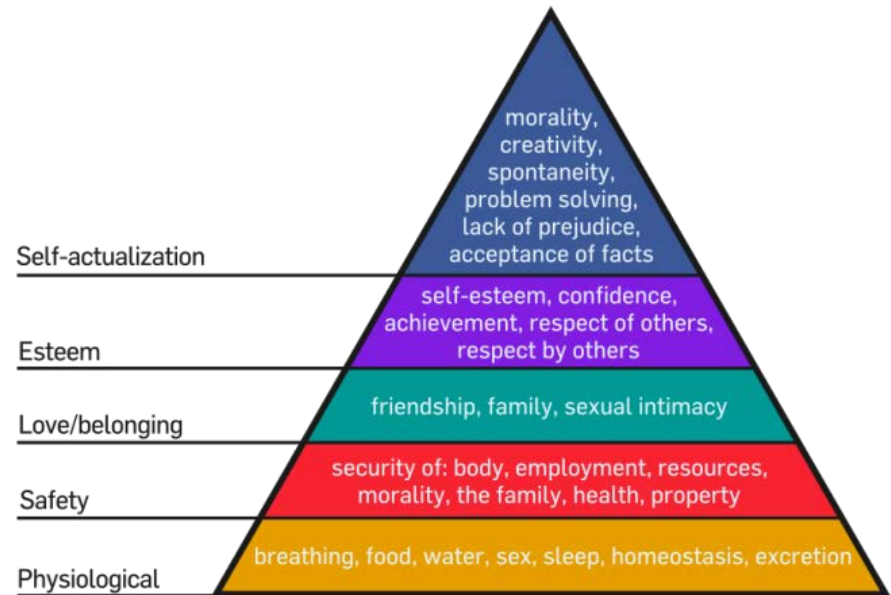 morality,
creativity,
spontaneity,
problem solving,
lack of prejudice,
acceptance of facts
Self-actualization
self-esteem, confidence,
achievement, respect of others,
respect by others
Esteem
friendship, family, sexual intimacy
Love/belonging
security of: body, employment, resources,
morality, the family, health, property
Safety
breathing, food, water, sex, sleep, homeostasis, excretion
Physiological